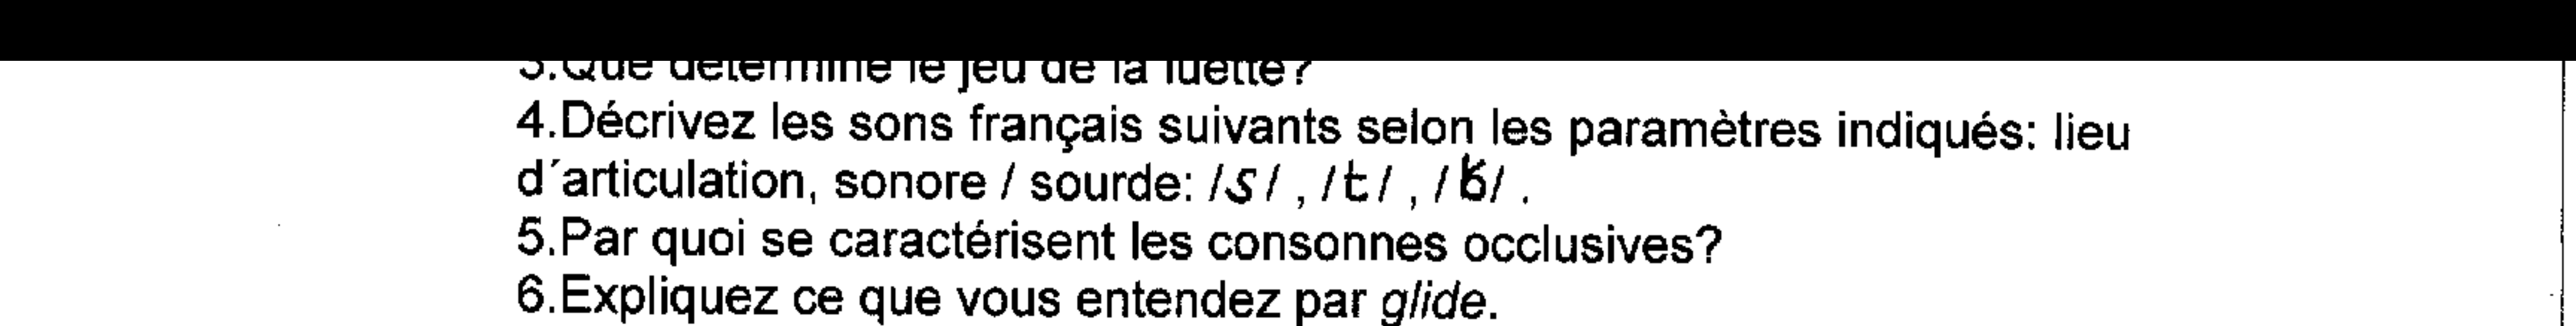 3.Que détermine le jeu de la luette?
4.Décrivez les sons français suivants selon les paramètres indiqués: lieu
d´articulation, sonore / sourde: /s/ , /t/ , /ʁ/ .
5.Par quoi se caractérisent les consonnes occlusives?
6.Expliquez ce que vous entendez par glide.